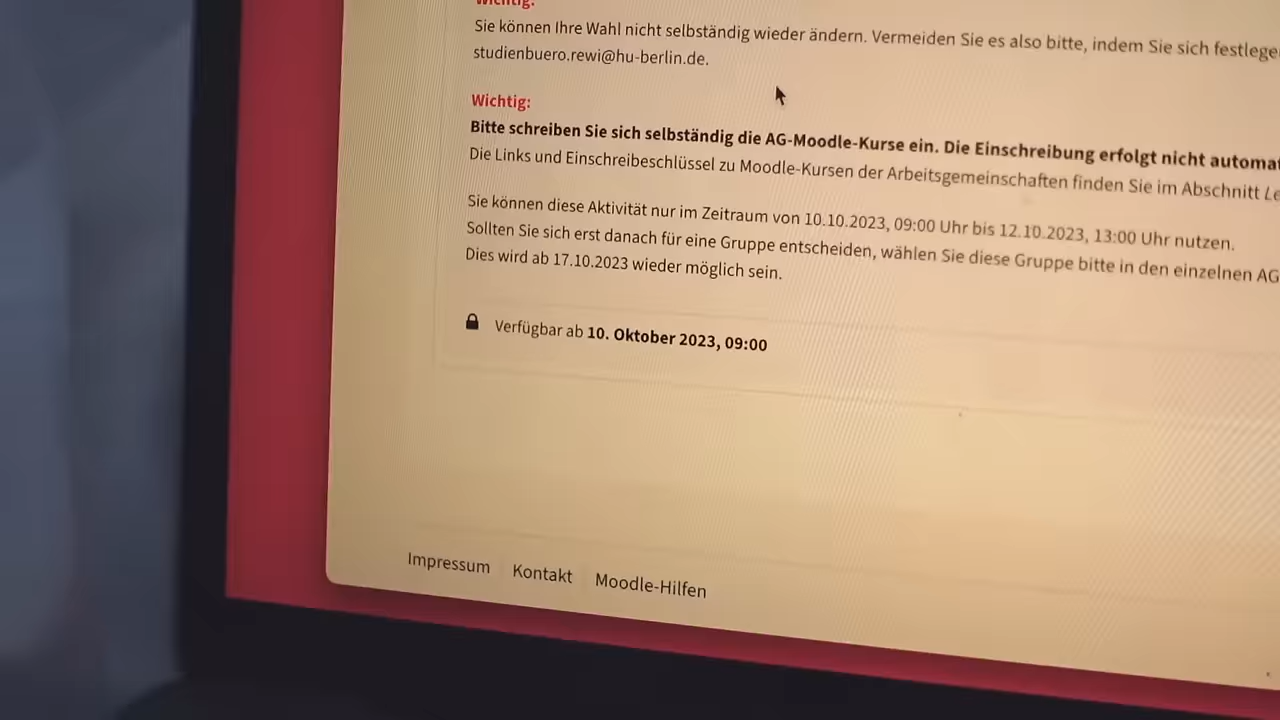 Wichtig:
Sie können Ihre Wahl nicht selbständig wieder ändern. Vermeiden Sie es also bitte, indem Sie sich festlege
studienbuero.rewi@hu-berlin.de.
Wichtig:
Bitte schreiben Sie sich selbständig die AG-Moodle-Kurse ein. Die Einschreibung erfolgt nicht automa
Die Links und Einschreibeschlüssel zu Moodle-Kursen der Arbeitsgemeinschaften finden Sie im Abschnitt Le
Sie können diese Aktivität nur im Zeitraum von 10.10.2023, 09:00 Uhr bis 12.10.2023, 13:00 Uhr nutzen.
Sollten Sie sich erst danach für eine Gruppe entscheiden, wählen Sie diese Gruppe bitte in den einzelnen AG
Dies wird ab 17.10.2023 wieder möglich sein.
Verfügbar ab 10. Oktober 2023, 09:00
Impressum Kontakt Moodle-Hilfen